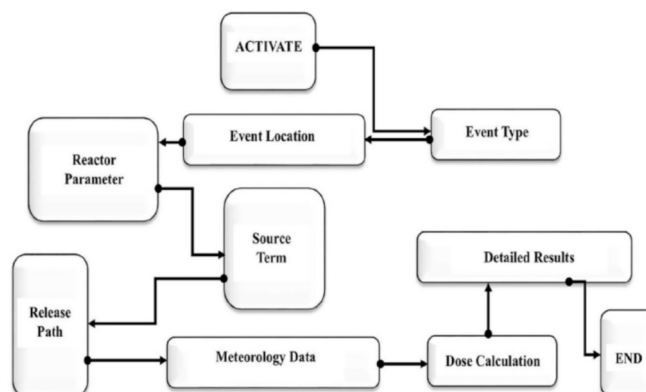 ACTIVATE
Event Type
Event Location
Reactor
Parameter
Source
Term
Release
Path
Meteorology Data
Dose Calculation
Detailed Results
END